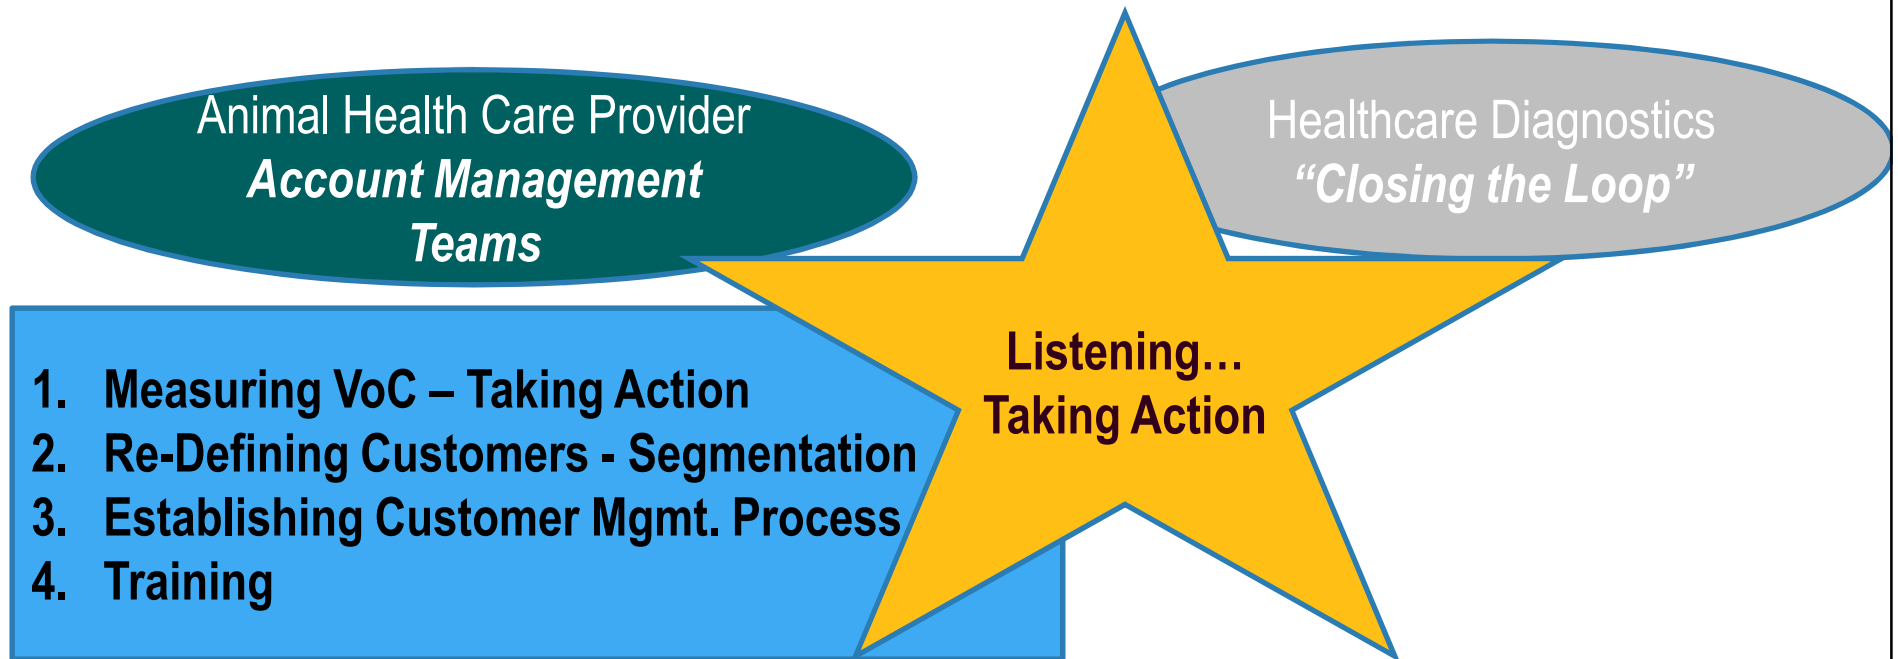 Animal Health Care Provider
Account Management
Teams
Healthcare Diagnostics
“Closing the Loop”
Listening…
Taking Action
1. Measuring VoC – Taking Action
2. Re-Defining Customers - Segmentation
3. Establishing Customer Mgmt. Process
4. Training